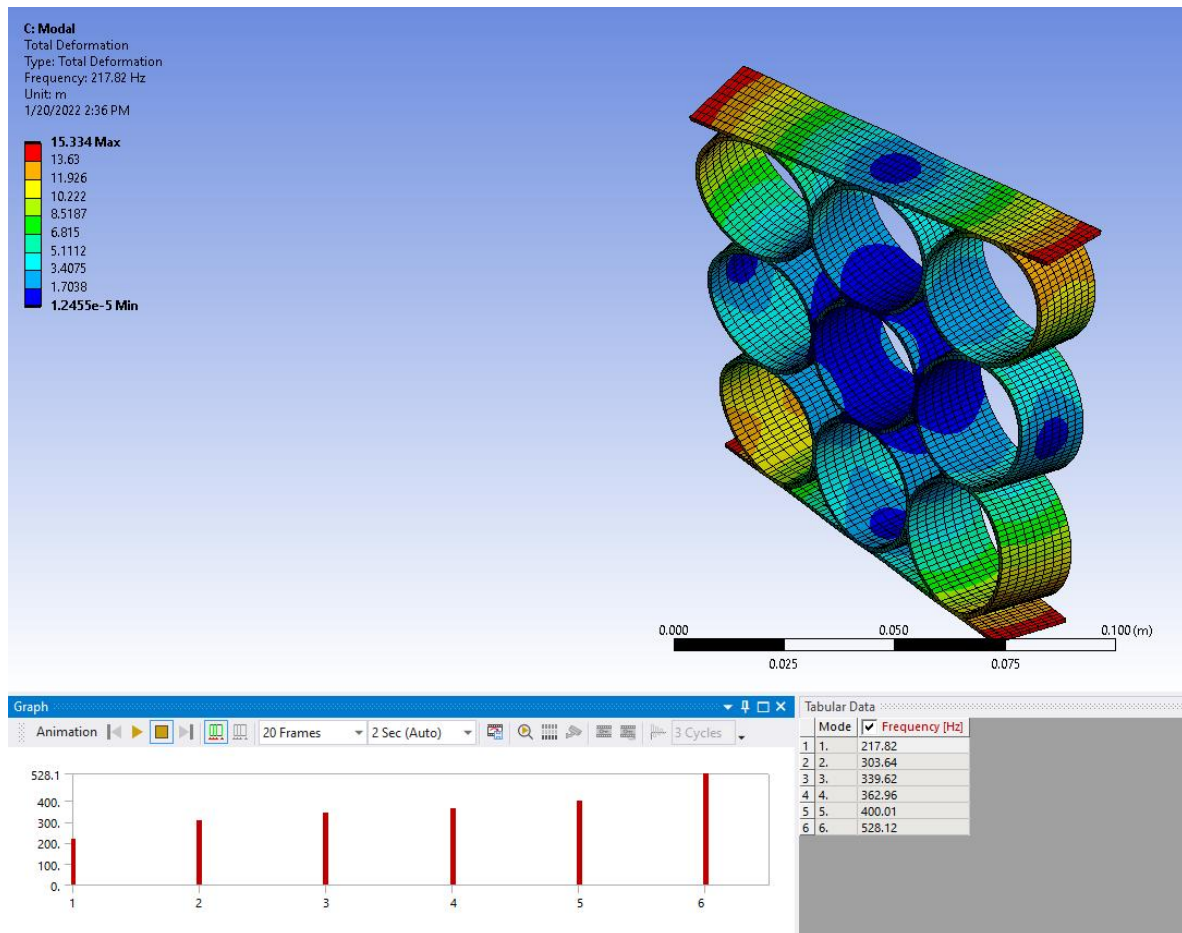 C: Modal
Total Deformation
Type: Total Deformation
Frequency: 217.82 Hz
Unit: m
1/20/2022 2:36 PM
15.334 Max
13.63
11.926
10.222
8.5187
6.815
5.1112
3.4075
1.7038
1.2455e-5 Min
0.000 0.050 0.100 (m)
0.025 0.075
Graph
Animation 20 Frames 2 Sec (Auto) 3 Cycles
528.1
400.
300.
200.
100.
0.
1 2 3 4 5 6
Tabular Data
Mode Frequency [Hz]
1 1. 217.82
2 2. 303.64
3 3. 339.62
4 4. 362.96
5 5. 400.01
6 6. 528.12